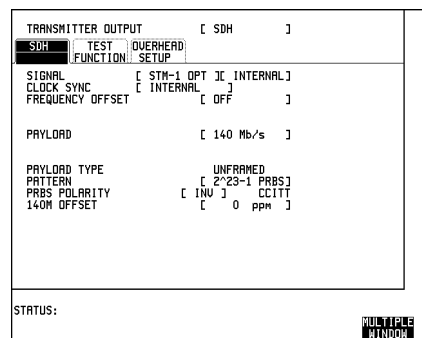 TRANSMITTER OUTPUT [ SDH ]
SDH TEST FUNCTION OVERHEAD SETUP
SIGNAL [ STM-1 OPT ][ INTERNAL]
CLOCK SYNC [ INTERNAL ]
FREQUENCY OFFSET [ OFF ]
PAYLOAD [ 140 Mb/s ]
PAYLOAD TYPE UNFRAMED
PATTERN [ 2^23-1 PRBS]
PRBS POLARITY [ INV ] CCITT
140M OFFSET [ 0 ppm ]
STATUS:
MULTIPLE
WINDOW